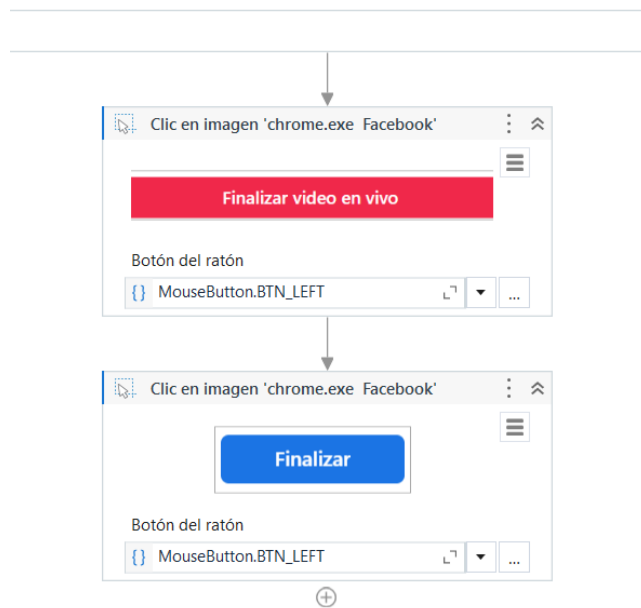 Clic en imagen 'chrome.exe  Facebook'
Finalizar video en vivo
Botón del ratón
{} MouseButton.BTN_LEFT
...
Clic en imagen 'chrome.exe  Facebook'
Finalizar
Botón del ratón
{} MouseButton.BTN_LEFT
...